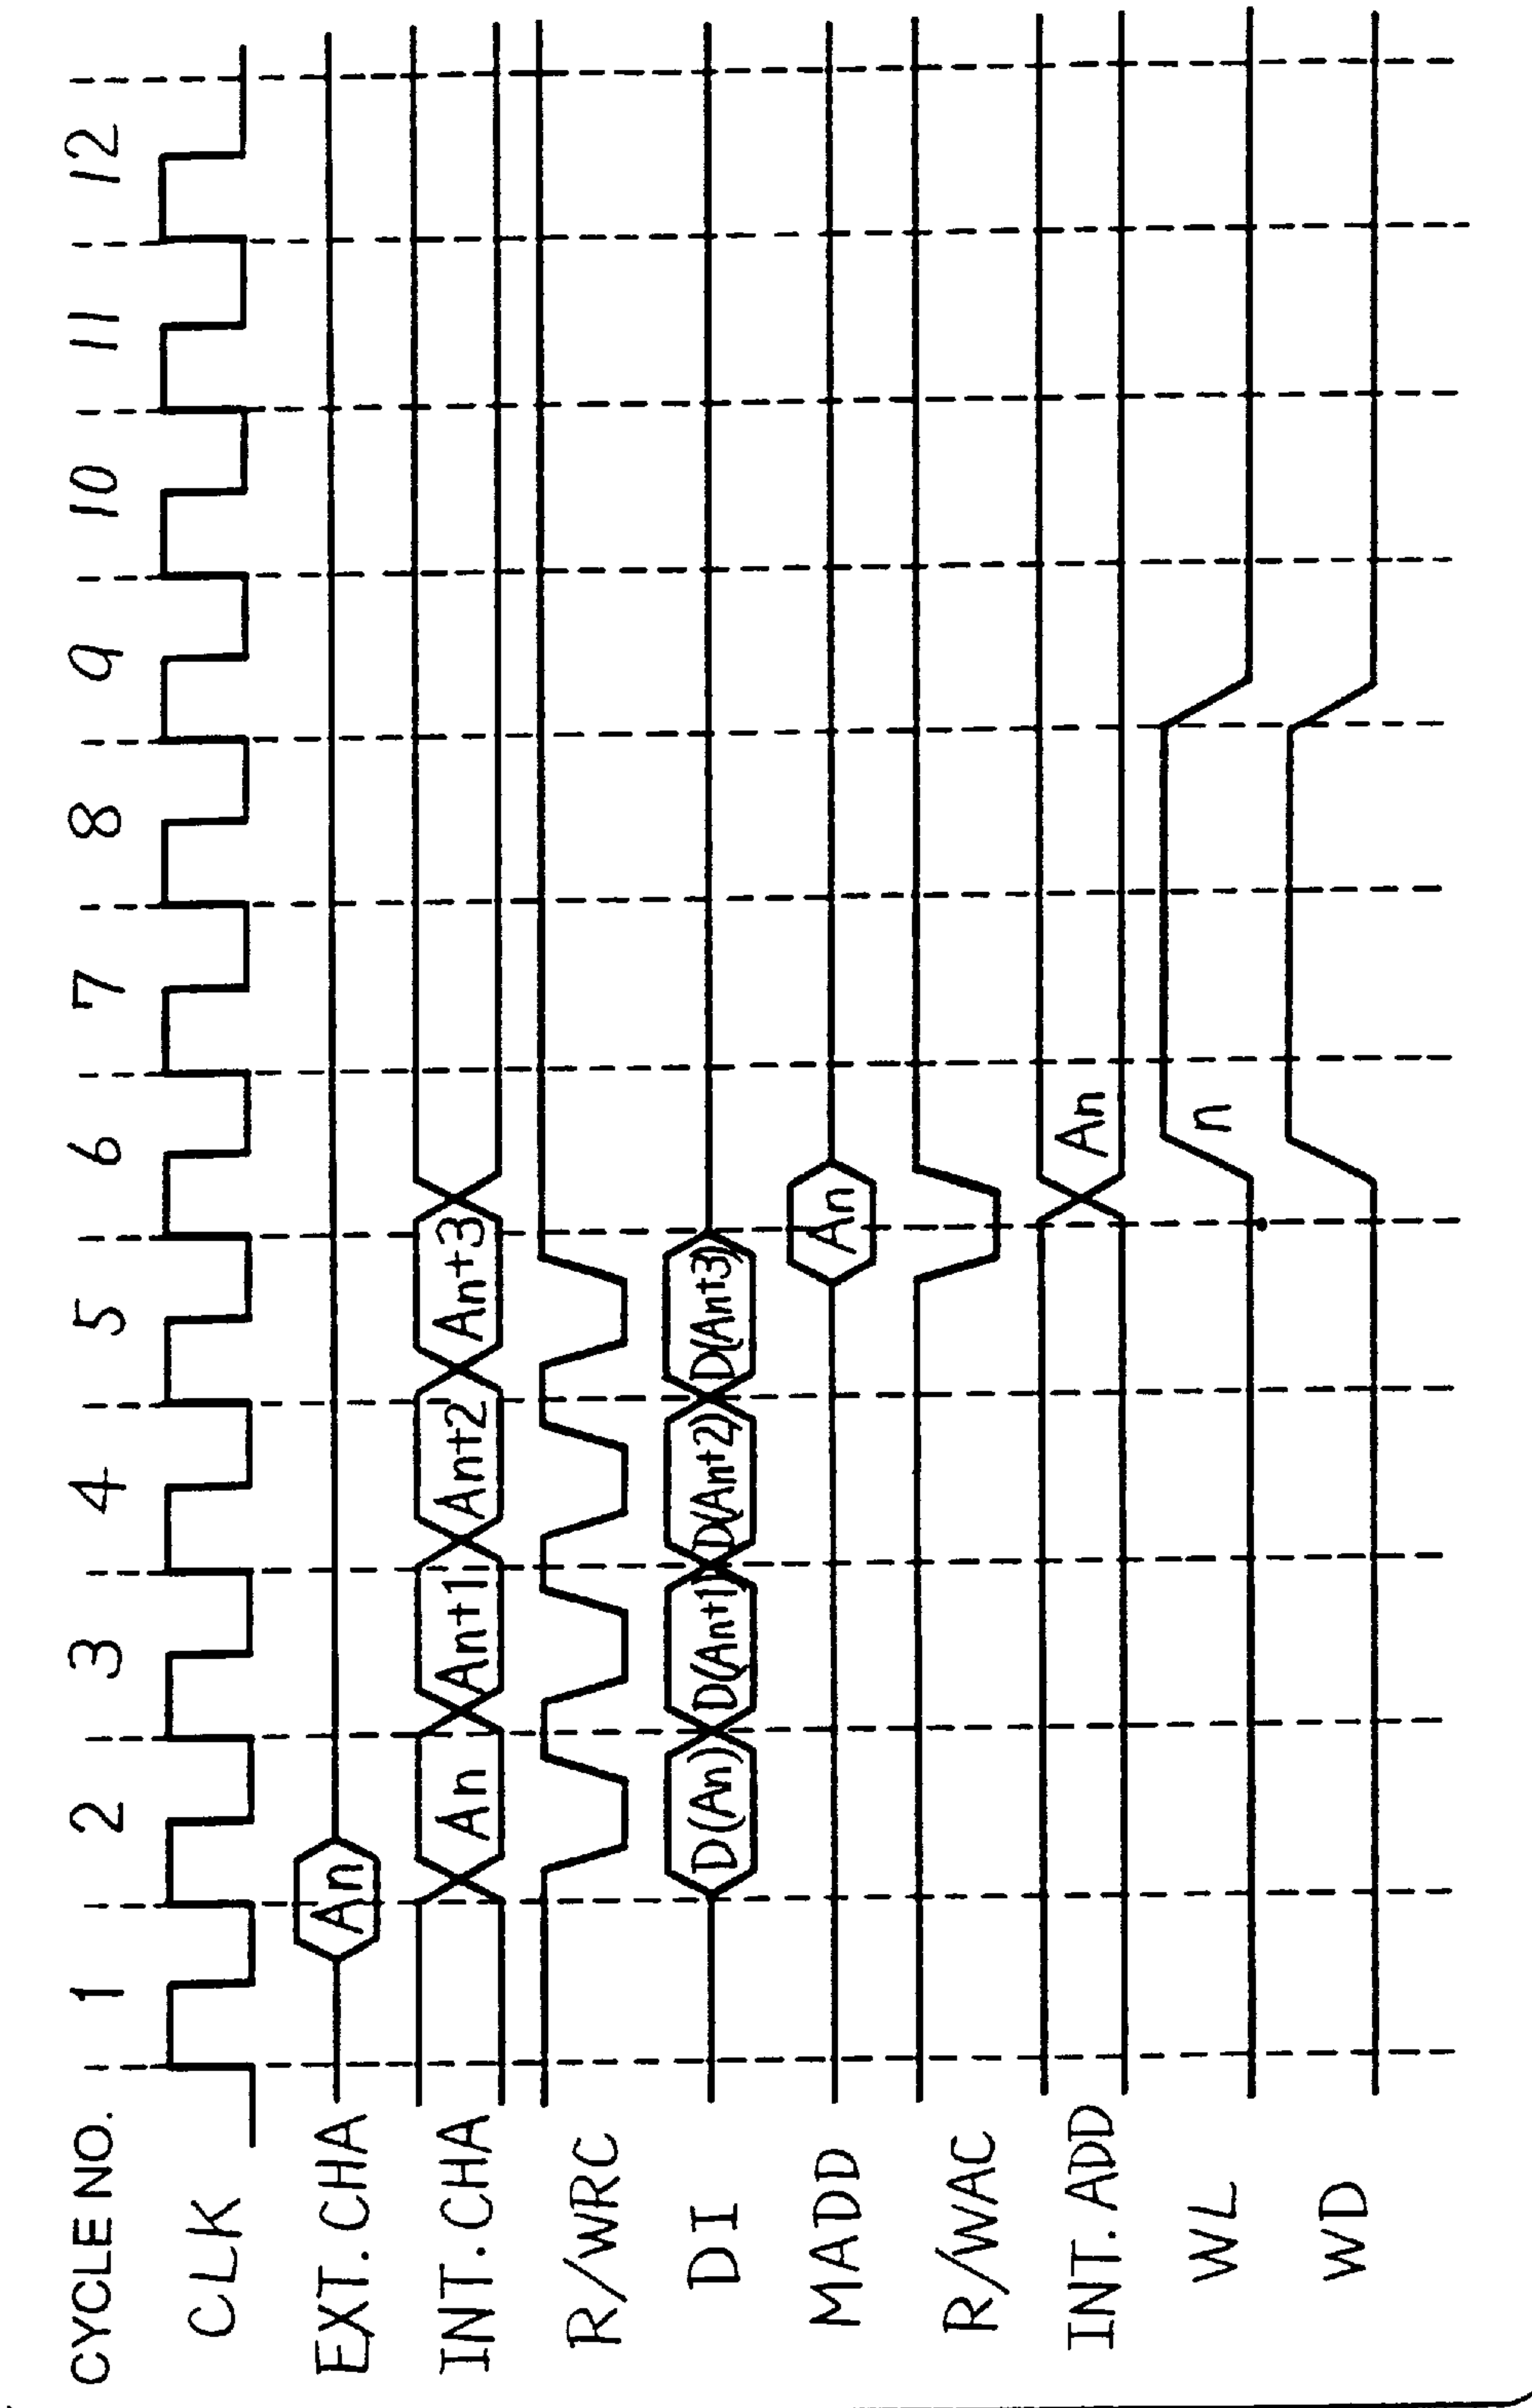 CYCLE NO. 1 2 3 4 5 6 7 8 9 10 11 12
CLK
EXT. CHA An
INT. CHA An An+1 An+2 An+3
R/WRC
DI D(An) D(An+1) D(An+2) D(An+3)
MADD An
R/WAC
INT. ADD An
WL n
WD